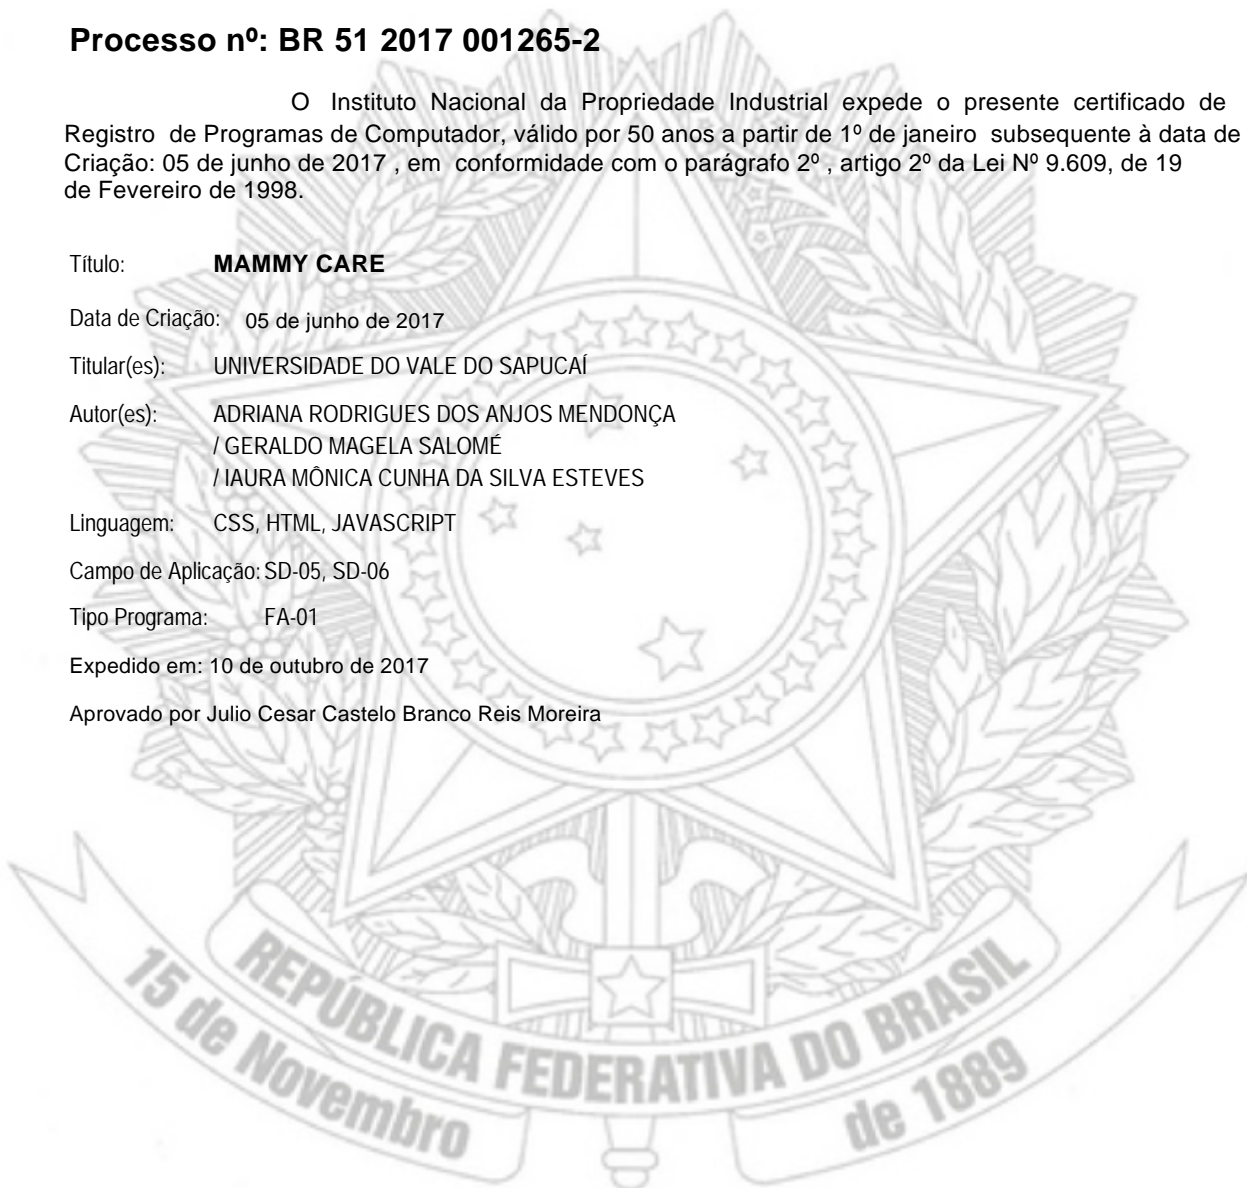 Processo nº: BR 51 2017 001265-2
O Instituto Nacional da Propriedade Industrial expede o presente certificado de
Registro de Programas de Computador, válido por 50 anos a partir de 1º de janeiro subsequente à data de
Criação: 05 de junho de 2017 , em conformidade com o parágrafo 2º , artigo 2º da Lei Nº 9.609, de 19
de Fevereiro de 1998.
Título: MAMMY CARE
Data de Criação: 05 de junho de 2017
Titular(es): UNIVERSIDADE DO VALE DO SAPUCAÍ
Autor(es): ADRIANA RODRIGUES DOS ANJOS MENDONÇA
/ GERALDO MAGELA SALOMÉ
/ IAURA MÔNICA CUNHA DA SILVA ESTEVES
Linguagem: CSS, HTML, JAVASCRIPT
Campo de Aplicação: SD-05, SD-06
Tipo Programa: FA-01
Expedido em: 10 de outubro de 2017
Aprovado por Julio Cesar Castelo Branco Reis Moreira
REPÚBLICA FEDERATIVA DO BRASIL
15 de Novembro de 1889